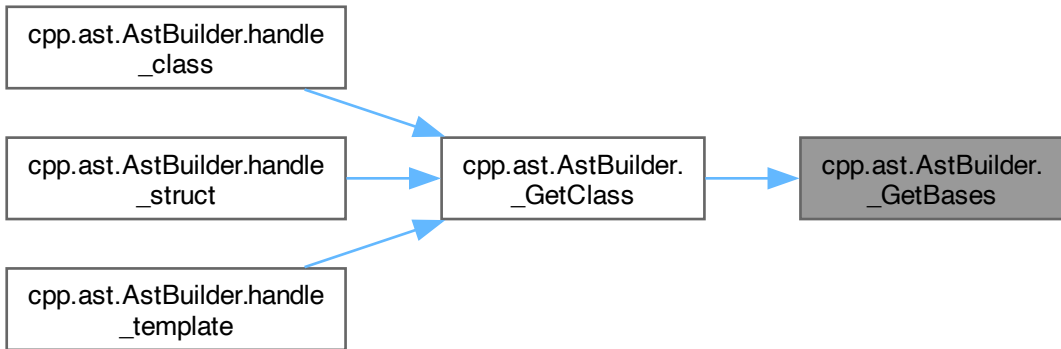 cpp.ast.AstBuilder.handle
_class
cpp.ast.AstBuilder.handle
_struct
cpp.ast.AstBuilder.handle
_template
cpp.ast.AstBuilder.
_GetClass
cpp.ast.AstBuilder.
_GetBases